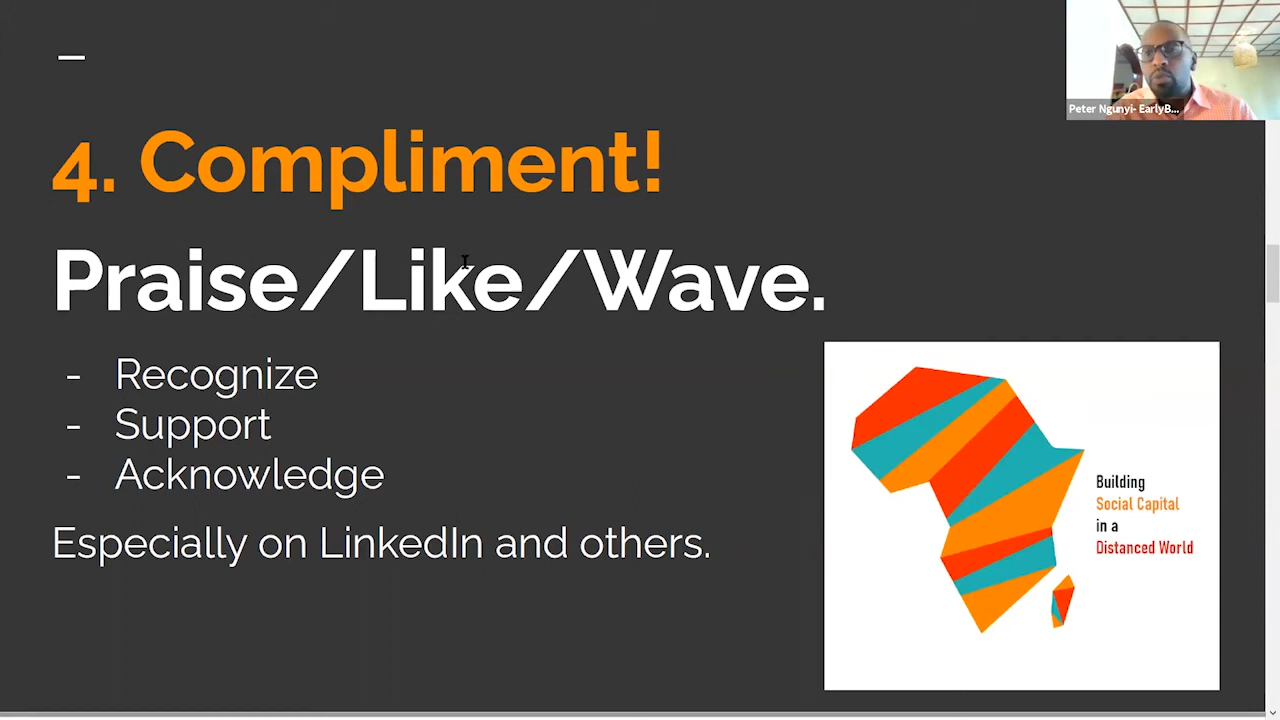 Peter Ngunyi- EarlyB...
4. Compliment!
Praise/Like/Wave.
- Recognize
- Support
- Acknowledge
Especially on LinkedIn and others.
Building
Social Capital
in a
Distanced World